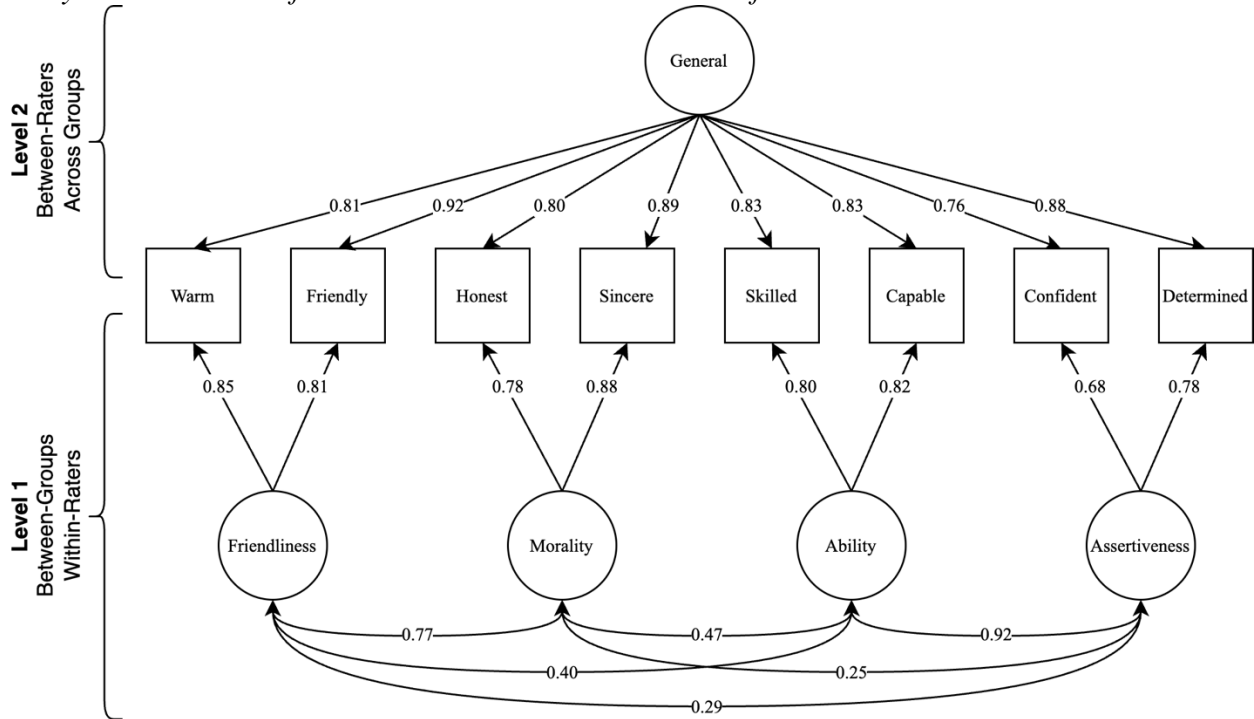 General
Level 2
Between-Raters
Across Groups
0.81 0.92 0.80 0.89 0.83 0.83 0.76 0.88
Warm Friendly Honest Sincere Skilled Capable Confident Determined
0.85 0.81 0.78 0.88 0.80 0.82 0.68 0.78
Level 1
Between-Groups
Within-Raters
Friendliness Morality Ability Assertiveness
0.77 0.47 0.92
0.40 0.25
0.29